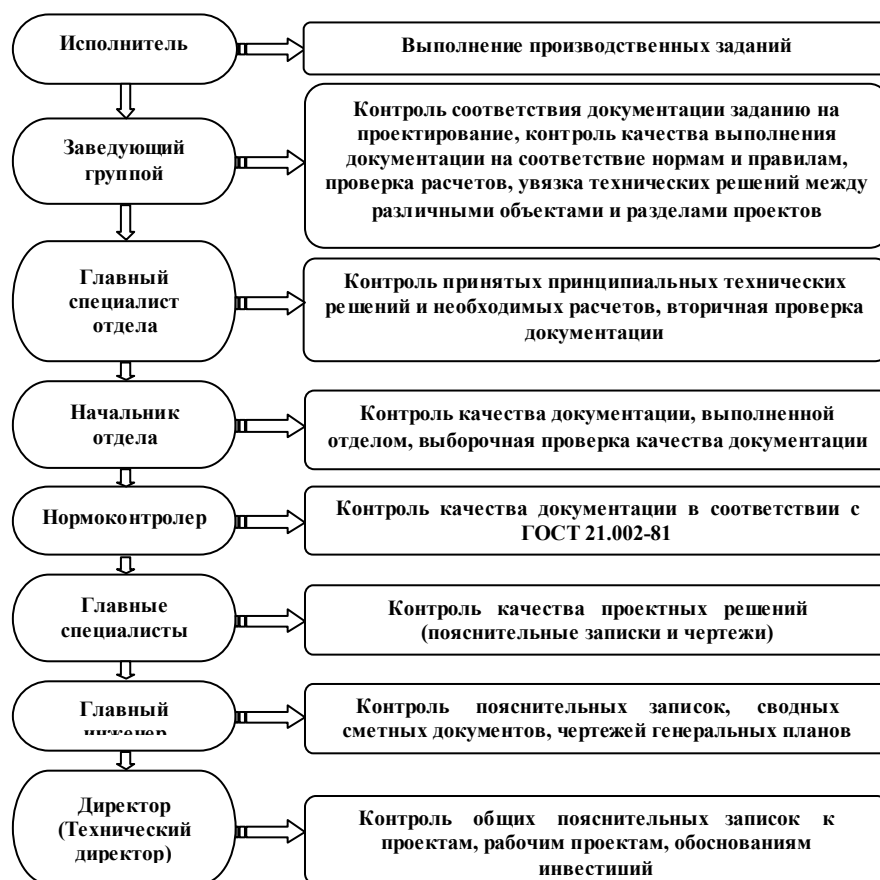 Исполнитель
Выполнение производственных заданий
Заведующий
группой
Контроль соответствия документации заданию на
проектирование, контроль качества выполнения
документации на соответствие нормам и правилам,
проверка расчетов, увязка технических решений между
различными объектами и разделами проектов
Главный
специалист
отдела
Контроль принятых принципиальных технических
решений и необходимых расчетов, вторичная проверка
документации
Начальник
отдела
Контроль качества документации, выполненной
отделом, выборочная проверка качества документации
Нормоконтролер
Контроль качества документации в соответствии с
ГОСТ 21.002-81
Главные
специалисты
Контроль качества проектных решений
(пояснительные записки и чертежи)
Главный
инженер
Контроль пояснительных записок, сводных
сметных документов, чертежей генеральных планов
Директор
(Технический
директор)
Контроль общих пояснительных записок к
проектам, рабочим проектам, обоснованиям
инвестиций